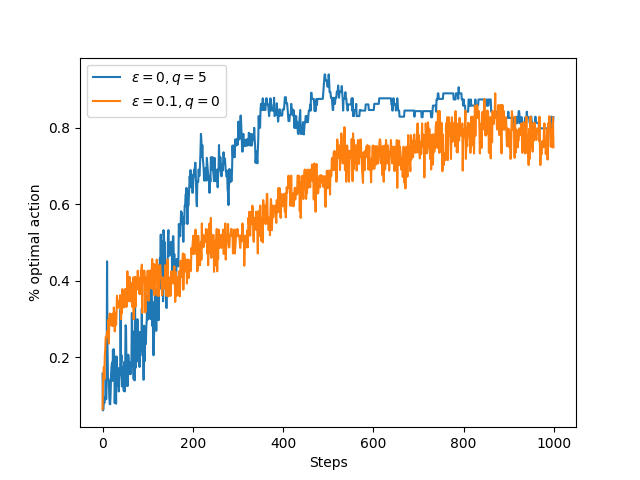 ε = 0, q = 5
ε = 0.1, q = 0
% optimal action
0.8
0.6
0.4
0.2
0 200 400 600 800 1000
Steps